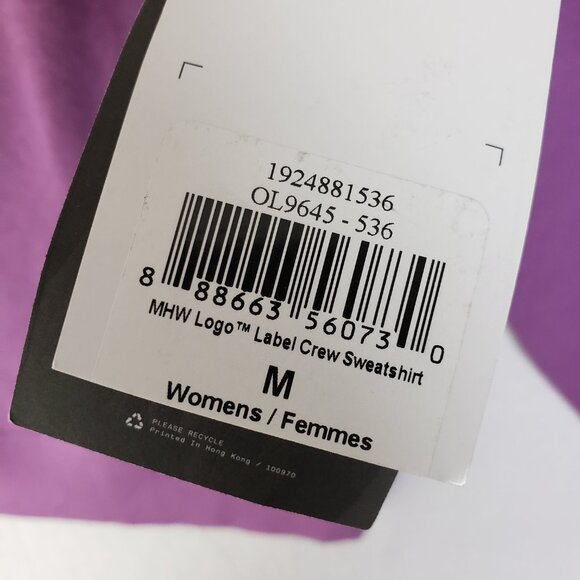 1924881536
OL9645 - 536
8 88663 56073 0
MHW Logo™ Label Crew Sweatshirt
M
Womens / Femmes
PLEASE RECYCLE
Printed In Hong Kong / 100970